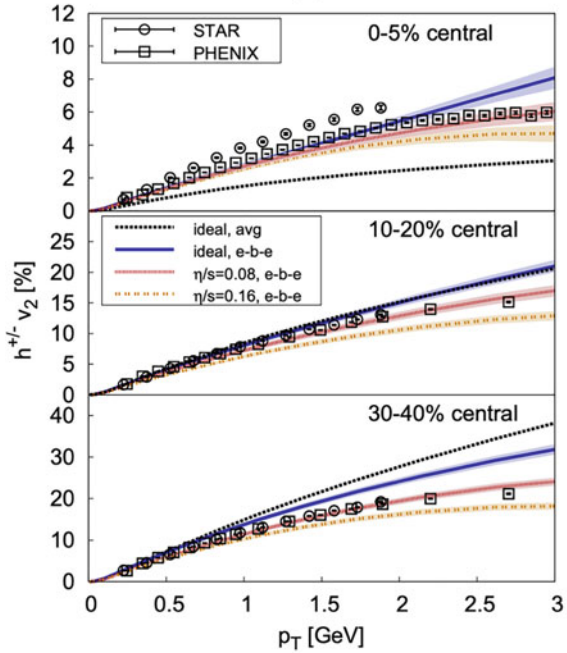 12
10
8
6
4
2
0
STAR
PHENIX
0-5% central
25
20
15
10
5
0
ideal, avg
ideal, e-b-e
η/s=0.08, e-b-e
η/s=0.16, e-b-e
10-20% central
h+/- v2 [%]
40
30
20
10
0
30-40% central
0 0.5 1 1.5 2 2.5 3
pT [GeV]